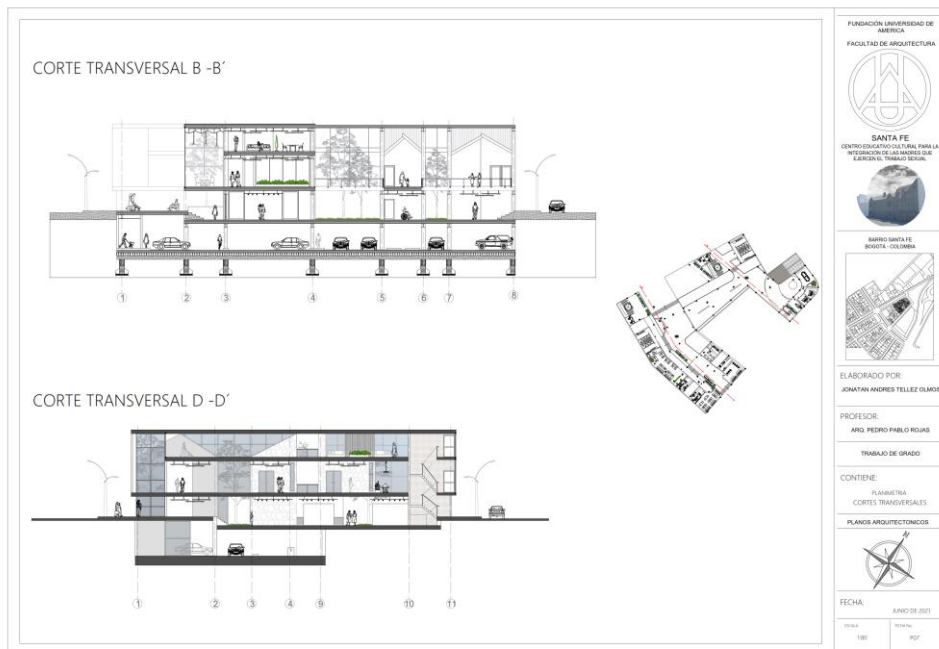 CORTE TRANSVERSAL B -B´
1 2 3 4 5 6 7 8
CORTE TRANSVERSAL D -D´
1 2 3 4 9 10 11
FUNDACIÓN UNIVERSIDAD DE
AMERICA
FACULTAD DE ARQUITECTURA
SANTA FE
CENTRO EDUCATIVO CULTURAL PARA LA
INTEGRACIÓN DE LAS MADRES QUE
EJERCEN EL TRABAJO SEXUAL
BARRIO SANTA FE
BOGOTÁ - COLOMBIA
ELABORADO POR:
JONATAN ANDRES TELLEZ OLMOS
PROFESOR:
ARQ. PEDRO PABLO ROJAS
TRABAJO DE GRADO
CONTIENE:
PLANIMETRIA
CORTES TRANSVERSALES
PLANOS ARQUITECTONICOS
N
FECHA:
JUNIO DE 2021